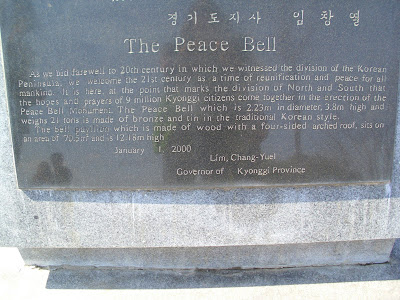 경기도지사 임창열
The Peace Bell
As we bid farewell to 20th century in which we witnessed the division of the Korean
Peninsula, we welcome the 21st century as a time of reunification and peace for all
mankind. It is here, at the point that marks the division of North and South that
the hopes and prayers of 9 million Kyonggi citizens come together in the erection of the
Peace Bell Monument. The Peace Bell which is 2.23m in diameter, 3.8m high and
weighs 21 tons is made of bronze and tin in the traditional Korean style.
The bell pavilion which is made of wood with a four-sided arched roof, sits on
an area of 70.5m² and is 12.18m high.
January 1. 2000
Lim, Chang-Yuel
Governor of Kyonggi Province